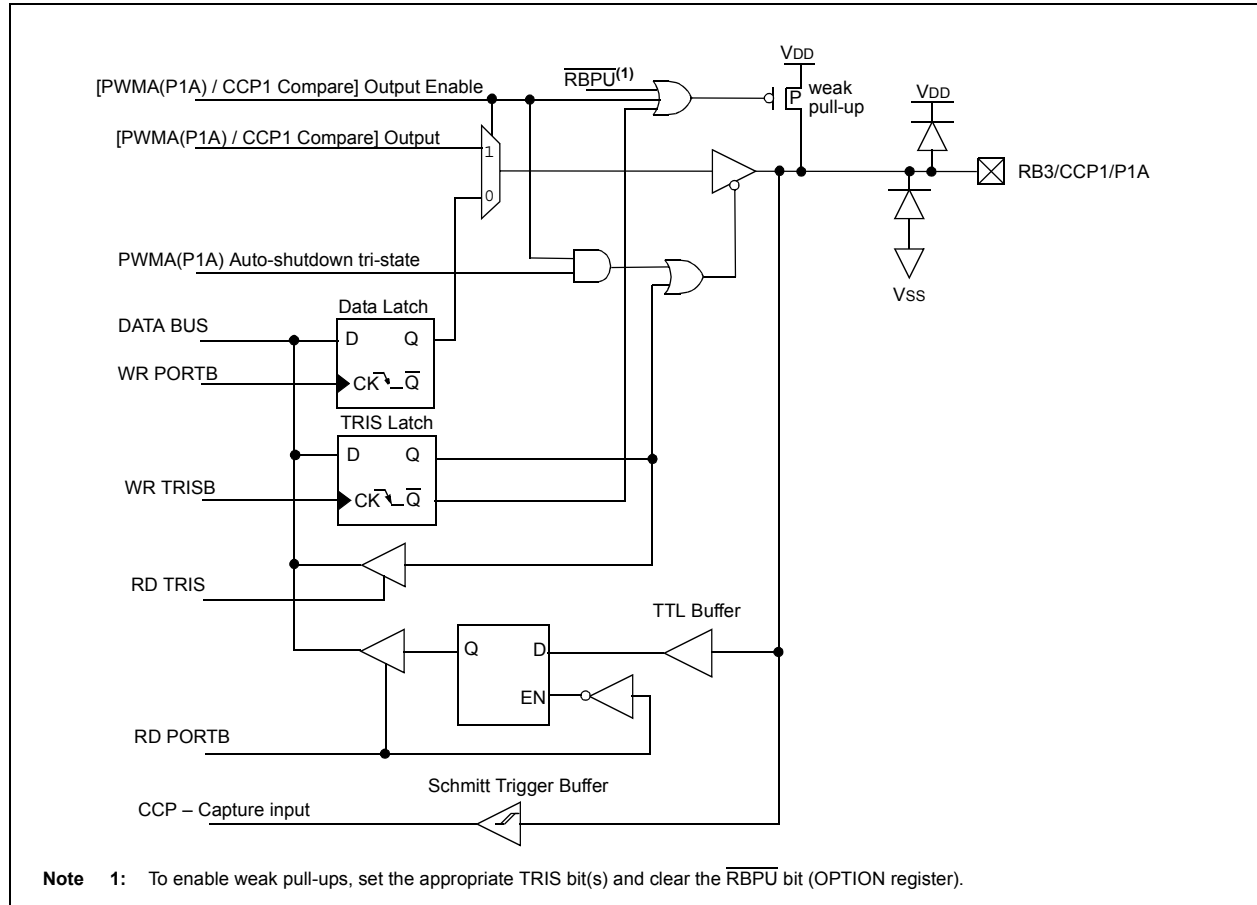 VDD
RBPU(1)
[PWMA(P1A) / CCP1 Compare] Output Enable
weak
pull-up
P
VDD
[PWMA(P1A) / CCP1 Compare] Output
1
RB3/CCP1/P1A
0
PWMA(P1A) Auto-shutdown tri-state
VSS
Data Latch
DATA BUS
D Q
WR PORTB
CK Q
TRIS Latch
D Q
WR TRISB
CK Q
RD TRIS
TTL Buffer
Q D
EN
RD PORTB
Schmitt Trigger Buffer
CCP – Capture input
Note 1: To enable weak pull-ups, set the appropriate TRIS bit(s) and clear the RBPU bit (OPTION register).